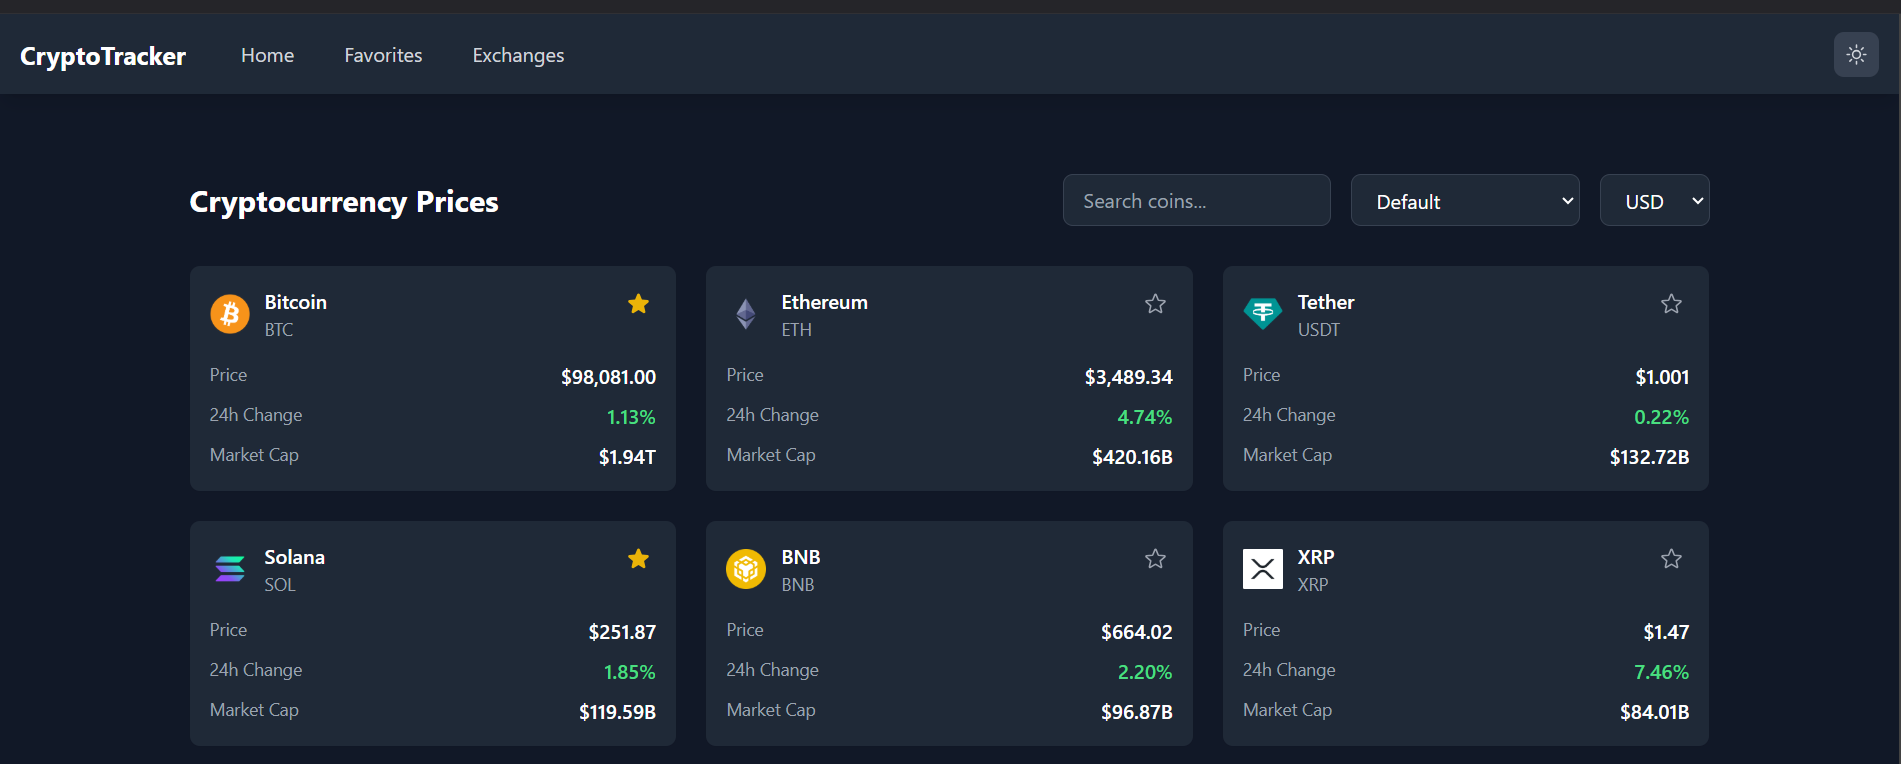 CryptoTracker Home Favorites Exchanges
Cryptocurrency Prices Search coins... Default USD
Bitcoin
BTC
Price $98,081.00
24h Change 1.13%
Market Cap $1.94T
Ethereum
ETH
Price $3,489.34
24h Change 4.74%
Market Cap $420.16B
Tether
USDT
Price $1.001
24h Change 0.22%
Market Cap $132.72B
Solana
SOL
Price $251.87
24h Change 1.85%
Market Cap $119.59B
BNB
BNB
Price $664.02
24h Change 2.20%
Market Cap $96.87B
XRP
XRP
Price $1.47
24h Change 7.46%
Market Cap $84.01B